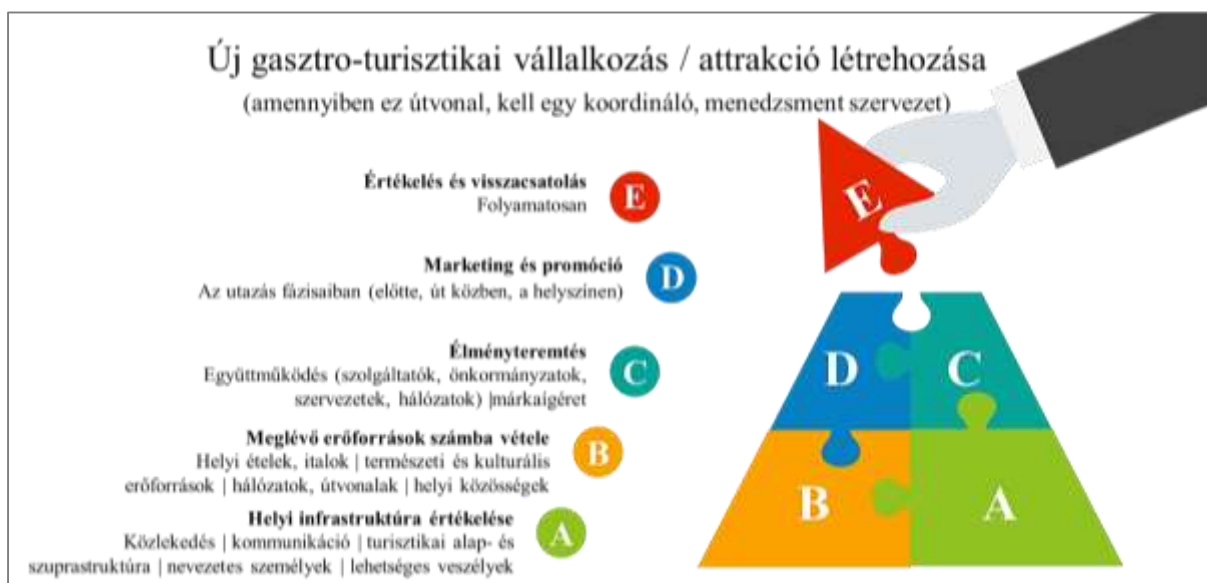 Új gasztro-turisztikai vállalkozás / attrakció létrehozása
(amennyiben ez útvonal, kell egy koordináló, menedzsment szervezet)
Értékelés és visszacsatolás
Folyamatosan
E
E
Marketing és promóció
Az utazás fázisaiban (előtte, út közben, a helyszínen)
D
Élményteremtés
Együttműködés (szolgáltatók, önkormányzatok,
szervezetek, hálózatok) |márkaigéret
C
D
C
Meglévő erőforrások számba vétele
Helyi ételek, italok | természeti és kulturális
erőforrások | hálózatok, útvonalak | helyi közösségek
B
B
A
Helyi infrastruktúra értékelése
Közlekedés | kommunikáció | turisztikai alap- és
szuprastruktúra | nevezetes személyek | lehetséges veszélyek
A